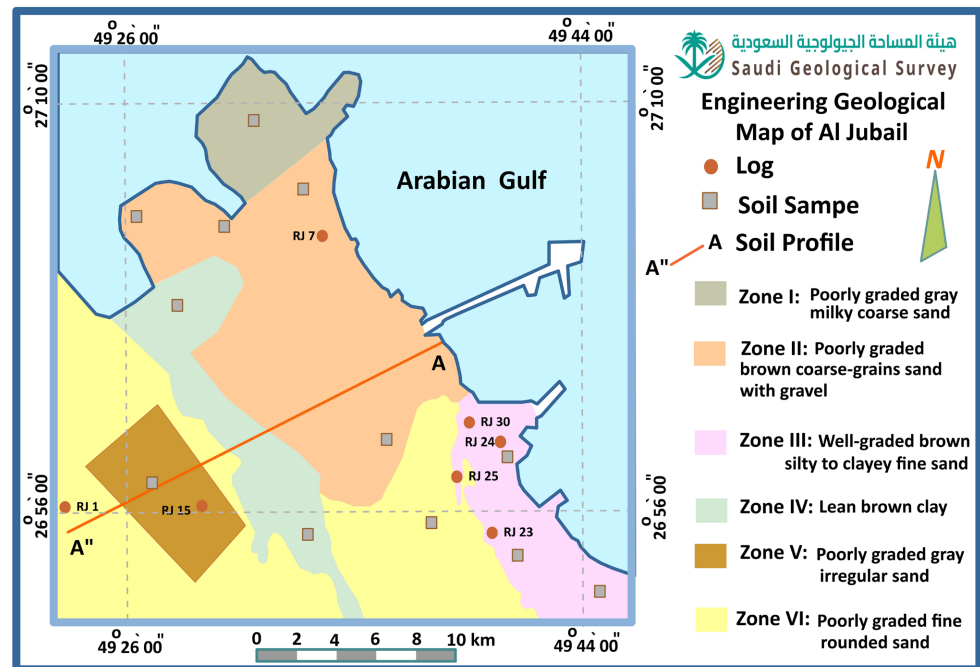 49 26 00"
o `
49 44 00"
o `
27 10 00"
o `
27 10 00"
o `
هيئة المساحة الجيولوجية السعودية
Saudi Geological Survey
Engineering Geological
Map of Al Jubail
Log
Soil Sampe
A Soil Profile
A"
N
Zone I: Poorly graded gray
milky coarse sand
Zone II: Poorly graded
brown coarse-grains sand
with gravel
Zone III: Well-graded brown
silty to clayey fine sand
Zone IV: Lean brown clay
Zone V: Poorly graded gray
irregular sand
Zone VI: Poorly graded fine
rounded sand
Arabian Gulf
RJ 7
A
RJ 30
RJ 24
RJ 25
RJ 1
RJ 15
RJ 23
A"
26 56 00"
o `
26 56 00"
o `
49 26 00"
o `
49 44 00"
o `
0 2 4 6 8 10 km